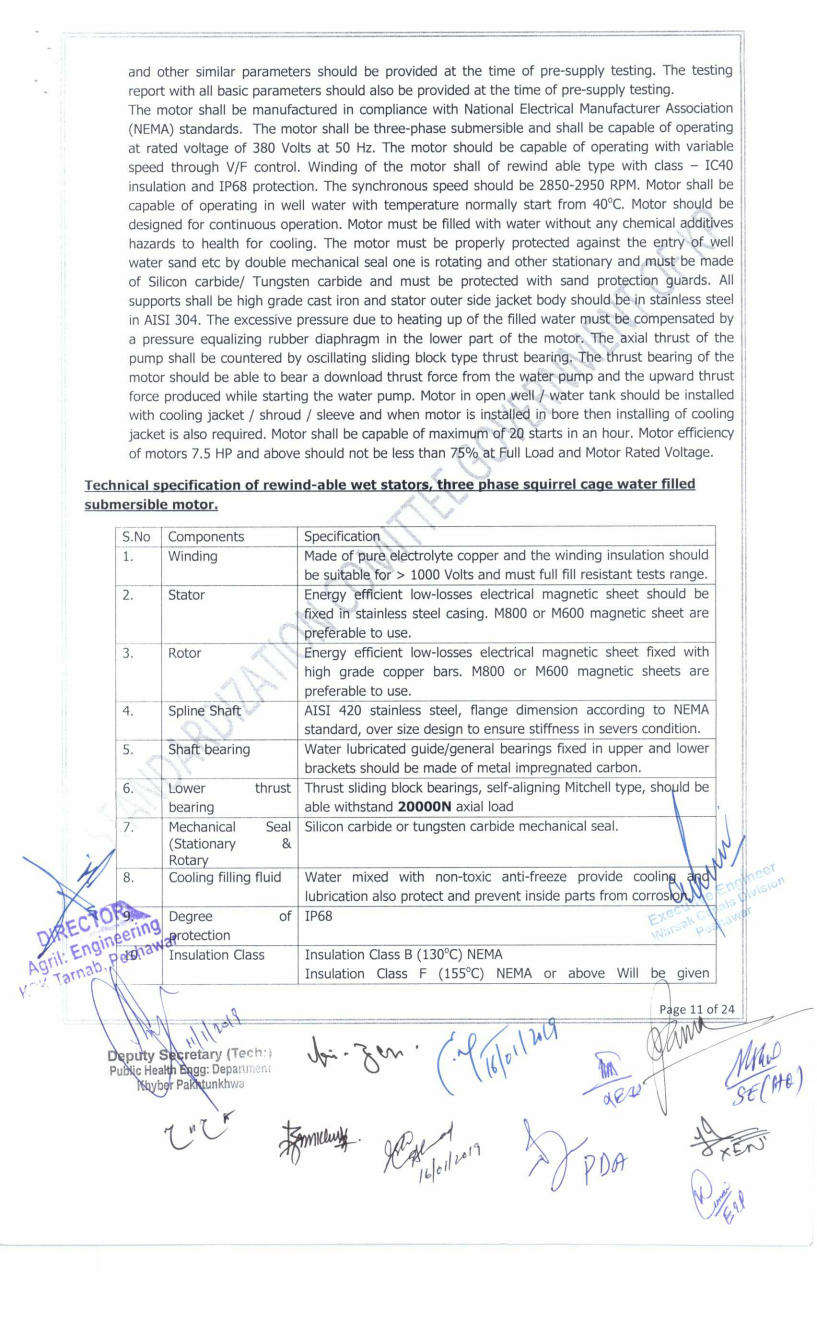 and other similar parameters should be provided at the time of pre-supply testing. The testing
report with all basic parameters should also be provided at the time of pre-supply testing.
The motor shall be manufactured in compliance with National Electrical Manufacturer Association
(NEMA) standards. The motor shall be three-phase submersible and shall be capable of operating
at rated voltage of 380 Volts at 50 Hz. The motor should be capable of operating with variable
speed through V/F control. Winding of the motor shall of rewind able type with class – IC40
insulation and IP68 protection. The synchronous speed should be 2850-2950 RPM. Motor shall be
capable of operating in well water with temperature normally start from 40°C. Motor should be
designed for continuous operation. Motor must be filled with water without any chemical additives
hazards to health for cooling. The motor must be properly protected against the entry of well
water sand etc by double mechanical seal one is rotating and other stationary and must be made
of Silicon carbide/ Tungsten carbide and must be protected with sand protection guards. All
supports shall be high grade cast iron and stator outer side jacket body should be in stainless steel
in AISI 304. The excessive pressure due to heating up of the filled water must be compensated by
a pressure equalizing rubber diaphragm in the lower part of the motor. The axial thrust of the
pump shall be countered by oscillating sliding block type thrust bearing. The thrust bearing of the
motor should be able to bear a download thrust force from the water pump and the upward thrust
force produced while starting the water pump. Motor in open well / water tank should be installed
with cooling jacket / shroud / sleeve and when motor is installed in bore then installing of cooling
jacket is also required. Motor shall be capable of maximum of 20 starts in an hour. Motor efficiency
of motors 7.5 HP and above should not be less than 75% at Full Load and Motor Rated Voltage.
Technical specification of rewind-able wet stators, three phase squirrel cage water filled
submersible motor.
S.No Components Specification
1. Winding Made of pure electrolyte copper and the winding insulation should
be suitable for > 1000 Volts and must full fill resistant tests range.
2. Stator Energy efficient low-losses electrical magnetic sheet should be
fixed in stainless steel casing. M800 or M600 magnetic sheet are
preferable to use.
3. Rotor Energy efficient low-losses electrical magnetic sheet fixed with
high grade copper bars. M800 or M600 magnetic sheets are
preferable to use.
4. Spline Shaft AISI 420 stainless steel, flange dimension according to NEMA
standard, over size design to ensure stiffness in severs condition.
5. Shaft bearing Water lubricated guide/general bearings fixed in upper and lower
brackets should be made of metal impregnated carbon.
6. Lower thrust Thrust sliding block bearings, self-aligning Mitchell type, should be
bearing able withstand 20000N axial load
7. Mechanical Seal Silicon carbide or tungsten carbide mechanical seal.
(Stationary &
Rotary
8. Cooling filling fluid Water mixed with non-toxic anti-freeze provide cooling and
lubrication also protect and prevent inside parts from corrosion
9. Degree of IP68
protection
10. Insulation Class Insulation Class B (130°C) NEMA
Insulation Class F (155°C) NEMA or above Will be given
STANDARDIZATION COMITTEE GOVERNMENT OF KP
DIRECTOR
Agril: Engineering
Tarnab, Peshawar
Executive Engineer
Warsak Canals Division
Peshawar
Page 11 of 24
11/1/2019
Deputy Secretary (Tech:)
Public Health Engg: Department
Khyber Pakhtunkhwa
16/01/2019
SE(HQ)
16/01/2019
PDA
XEN